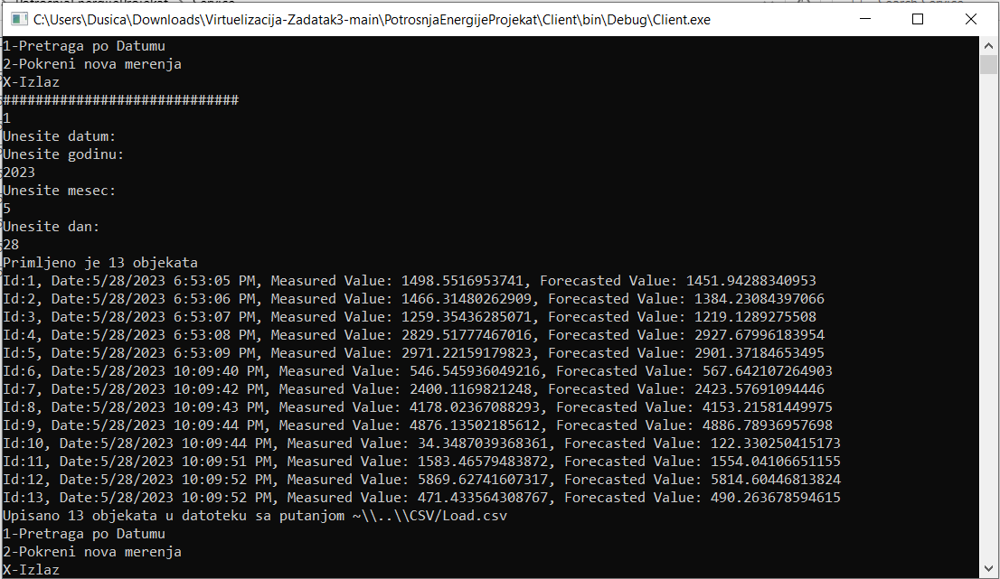 C:\Users\Dusica\Downloads\Virtuelizacija-Zadatak3-main\PotrosnjaEnergijeProjekat\Client\bin\Debug\Client.exe
1-Pretraga po Datumu
2-Pokreni nova merenja
X-Izlaz
#############################
1
Unesite datum:
Unesite godinu:
2023
Unesite mesec:
5
Unesite dan:
28
Primljeno je 13 objekata
Id:1, Date:5/28/2023 6:53:05 PM, Measured Value: 1498.5516953741, Forecasted Value: 1451.94288340953
Id:2, Date:5/28/2023 6:53:06 PM, Measured Value: 1466.31480262909, Forecasted Value: 1384.23084397066
Id:3, Date:5/28/2023 6:53:07 PM, Measured Value: 1259.35436285071, Forecasted Value: 1219.1289275508
Id:4, Date:5/28/2023 6:53:08 PM, Measured Value: 2829.51777467016, Forecasted Value: 2927.67996183954
Id:5, Date:5/28/2023 6:53:09 PM, Measured Value: 2971.22159179823, Forecasted Value: 2901.37184653495
Id:6, Date:5/28/2023 10:09:40 PM, Measured Value: 546.545936049216, Forecasted Value: 567.642107264903
Id:7, Date:5/28/2023 10:09:42 PM, Measured Value: 2400.1169821248, Forecasted Value: 2423.57691094446
Id:8, Date:5/28/2023 10:09:43 PM, Measured Value: 4178.02367088293, Forecasted Value: 4153.21581449975
Id:9, Date:5/28/2023 10:09:44 PM, Measured Value: 4876.13502185612, Forecasted Value: 4886.78936957698
Id:10, Date:5/28/2023 10:09:44 PM, Measured Value: 34.3487039368361, Forecasted Value: 122.330250415173
Id:11, Date:5/28/2023 10:09:51 PM, Measured Value: 1583.46579483872, Forecasted Value: 1554.04106651155
Id:12, Date:5/28/2023 10:09:52 PM, Measured Value: 5869.62741607317, Forecasted Value: 5814.60446813824
Id:13, Date:5/28/2023 10:09:52 PM, Measured Value: 471.433564308767, Forecasted Value: 490.263678594615
Upisano 13 objekata u datoteku sa putanjom ~\\..\\CSV/Load.csv
1-Pretraga po Datumu
2-Pokreni nova merenja
X-Izlaz